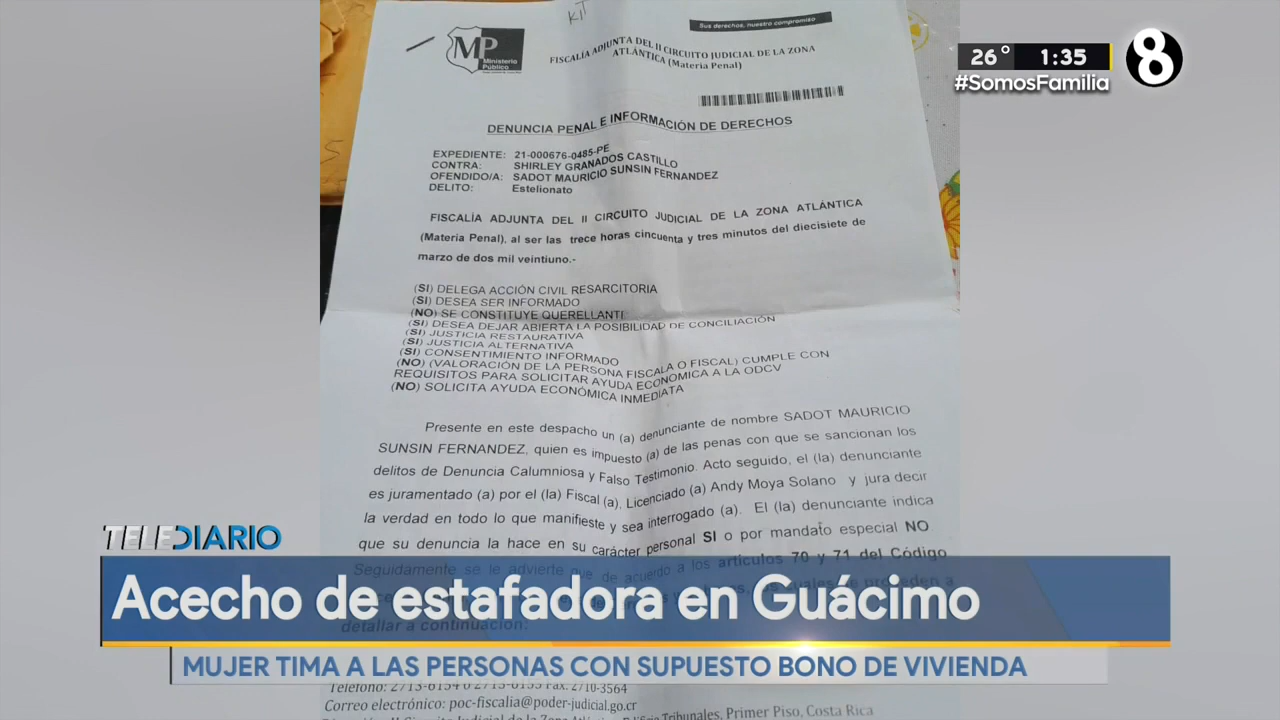 KIT
Sus derechos, nuestro compromiso
MP
Ministerio
Público
FISCALÍA ADJUNTA DEL II CIRCUITO JUDICIAL DE LA ZONA
ATLÁNTICA (Materia Penal)
26° 1:35
8
#SomosFamilia
DENUNCIA PENAL E INFORMACIÓN DE DERECHOS
EXPEDIENTE: 21-000676-0485-PE
CONTRA: SHIRLEY GRANADOS CASTILLO
OFENDIDO/A: SADOT MAURICIO SUNSIN FERNANDEZ
DELITO: Estelionato
FISCALÍA ADJUNTA DEL II CIRCUITO JUDICIAL DE LA ZONA ATLÁNTICA
(Materia Penal), al ser las trece horas cincuenta y tres minutos del diecisiete de
marzo de dos mil veintiuno.-
(SI) DELEGA ACCIÓN CIVIL RESARCITORIA
(SI) DESEA SER INFORMADO
(NO) SE CONSTITUYE QUERELLANTE
(SI) DESEA DEJAR ABIERTA LA POSIBILIDAD DE CONCILIACIÓN
(SI) JUSTICIA RESTAURATIVA
(SI) JUSTICIA ALTERNATIVA
(SI) CONSENTIMIENTO INFORMADO
(NO) (VALORACIÓN DE LA PERSONA FISCALA O FISCAL) CUMPLE CON
REQUISITOS PARA SOLICITAR AYUDA ECONOMICA A LA ODCV
(NO) SOLICITA AYUDA ECONÓMICA INMEDIATA
Presente en este despacho un (a) denunciante de nombre SADOT MAURICIO
SUNSIN FERNANDEZ, quien es impuesto (a) de las penas con que se sancionan los
delitos de Denuncia Calumniosa y Falso Testimonio. Acto seguido, el (la) denunciante
es juramentado (a) por el (la) Fiscal (a), Licenciado (a) Andy Moya Solano y jura decir
la verdad en todo lo que manifieste y sea interrogado (a). El (la) denunciante indica
que su denuncia la hace en su carácter personal SI o por mandato especial NO
Seguidamente se le advierte que de acuerdo a los artículos 70 y 71 del Código
detallar a continuación:
TELEDIARIO
Acecho de estafadora en Guácimo
MUJER TIMA A LAS PERSONAS CON SUPUESTO BONO DE VIVIENDA
Fax: 2710-3564
Correo electrónico: poc-fiscalia@poder-judicial.go.cr
Tribunales, Primer Piso, Costa Rica